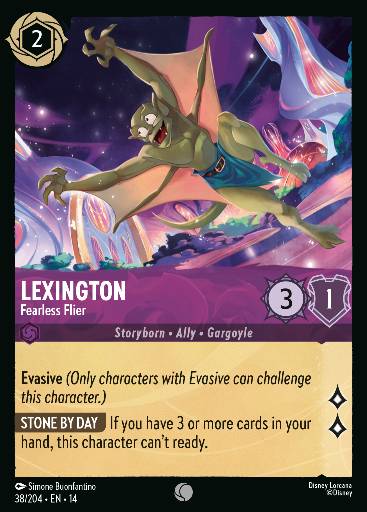 2
LEXINGTON
Fearless Flier
3
1
Storyborn • Ally • Gargoyle
Evasive (Only characters with Evasive can challenge
this character.)
STONE BY DAY If you have 3 or more cards in your
hand, this character can't ready.
Simone Buonfantino
38/204 • EN • 14
Disney Lorcana
©Disney